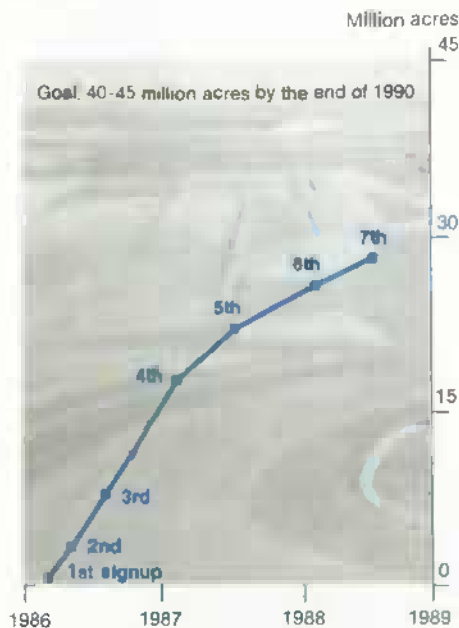 Million acres
45
Goal: 40-45 million acres by the end of 1990
30
7th
6th
5th
4th
15
3rd
2nd
1st signup
0
1986 1987 1988 1989